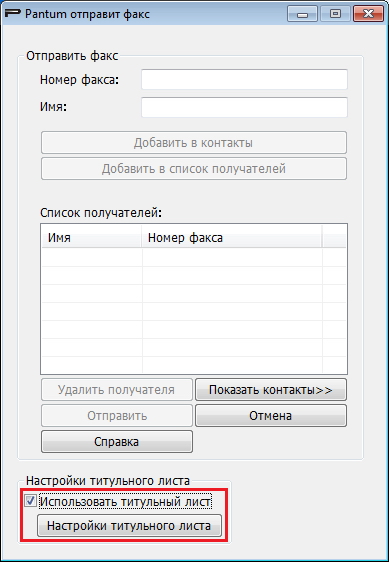 Pantum отправит факс
Отправить факс
Номер факса:
Имя:
Добавить в контакты
Добавить в список получателей
Список получателей:
Имя Номер факса
Удалить получателя Показать контакты>>
Отправить Отмена
Справка
Настройки титульного листа
Использовать титульный лист
Настройки титульного листа